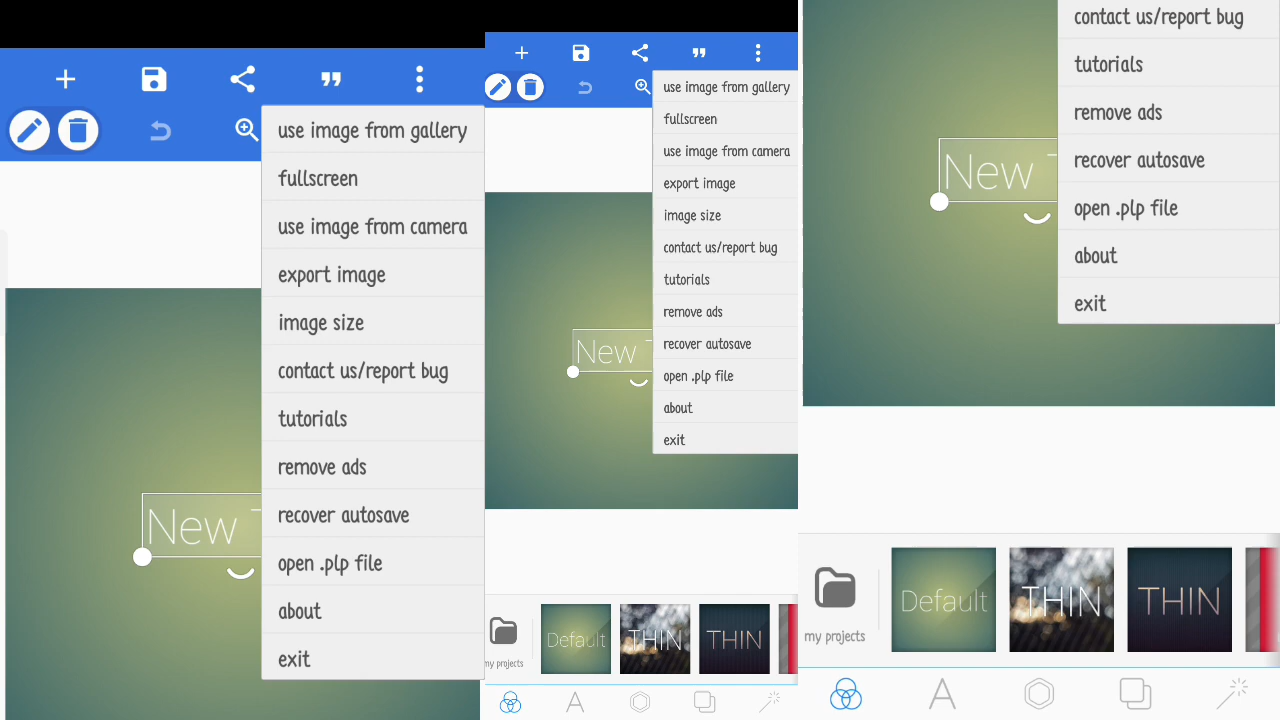 use image from gallery
fullscreen
use image from camera
export image
image size
contact us/report bug
tutorials
remove ads
recover autosave
open .plp file
about
exit
New
use image from gallery
fullscreen
use image from camera
export image
image size
contact us/report bug
tutorials
remove ads
recover autosave
open .plp file
about
exit
New
my projects
Default
THIN
THIN
contact us/report bug
tutorials
remove ads
recover autosave
open .plp file
about
exit
New
my projects
Default
THIN
THIN